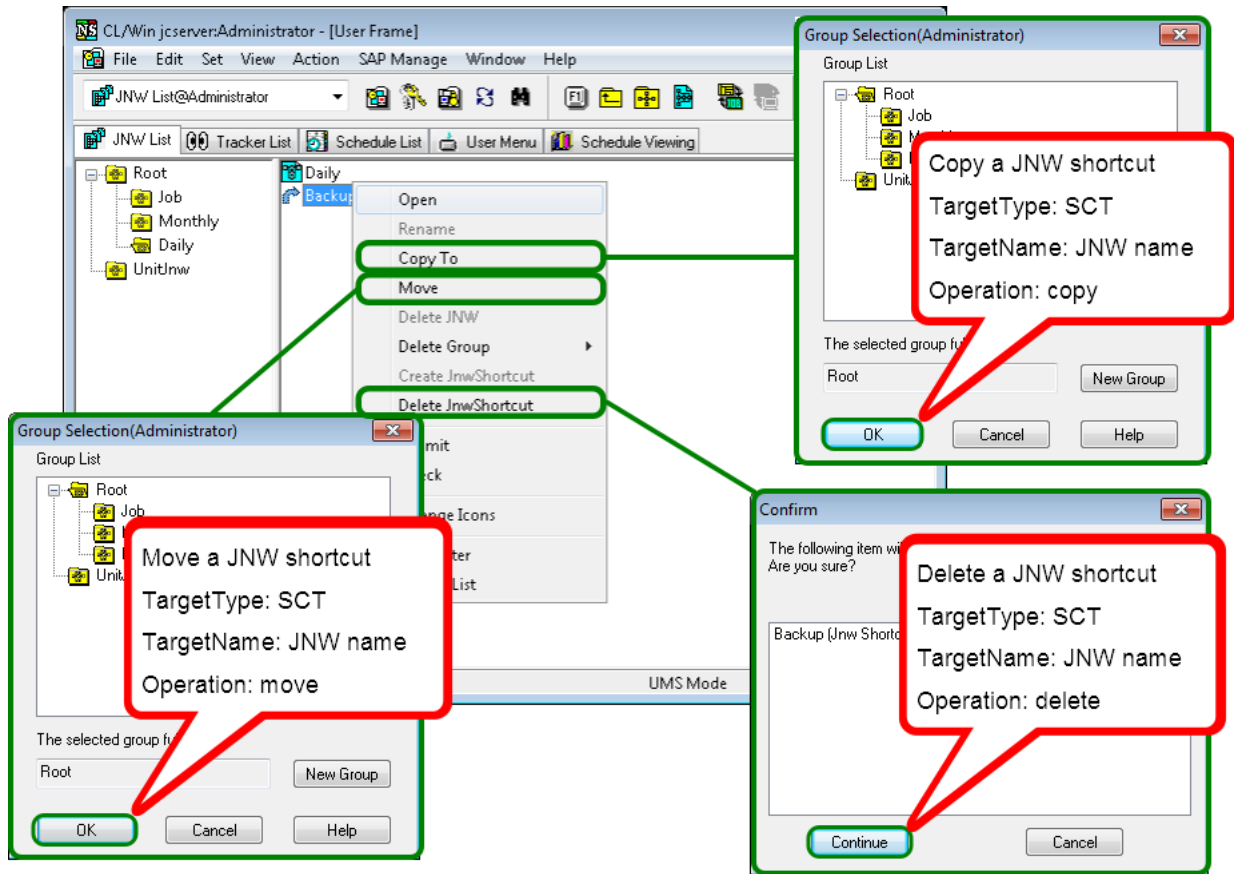 CL/Win jcserver:Administrator - [User Frame]
File Edit Set View Action SAP Manage Window Help
JNW List@Administrator
JNW List Tracker List Schedule List User Menu Schedule Viewing
Root
Job
Monthly
Daily
UnitJnw
Daily
Backup
Open
Rename
Copy To
Move
Delete JNW
Delete Group
Create JnwShortcut
Delete JnwShortcut
UMS Mode
Group Selection(Administrator)
Group List
Root
Job
The selected group
Root
New Group
OK Cancel Help
Copy a JNW shortcut
TargetType: SCT
TargetName: JNW name
Operation: copy
Group Selection(Administrator)
Group List
Root
Job
The selected group
Root
New Group
OK Cancel Help
Move a JNW shortcut
TargetType: SCT
TargetName: JNW name
Operation: move
Confirm
The following item
Are you sure?
Backup (Jnw
Continue Cancel
Delete a JNW shortcut
TargetType: SCT
TargetName: JNW name
Operation: delete